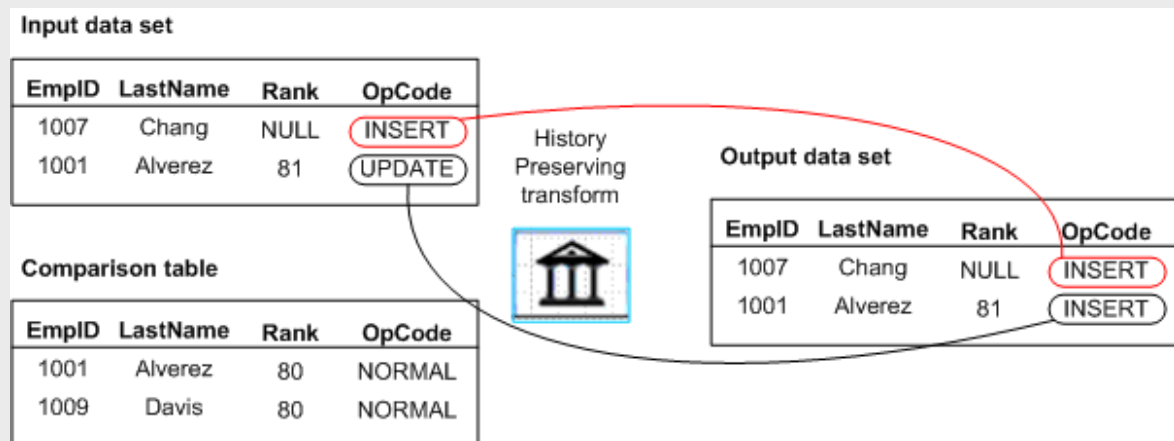 Input data set
EmpID LastName Rank OpCode
1007 Chang NULL INSERT
1001 Alverez 81 UPDATE
History
Preserving
transform
Comparison table
EmpID LastName Rank OpCode
1001 Alverez 80 NORMAL
1009 Davis 80 NORMAL
Output data set
EmpID LastName Rank OpCode
1007 Chang NULL INSERT
1001 Alverez 81 INSERT